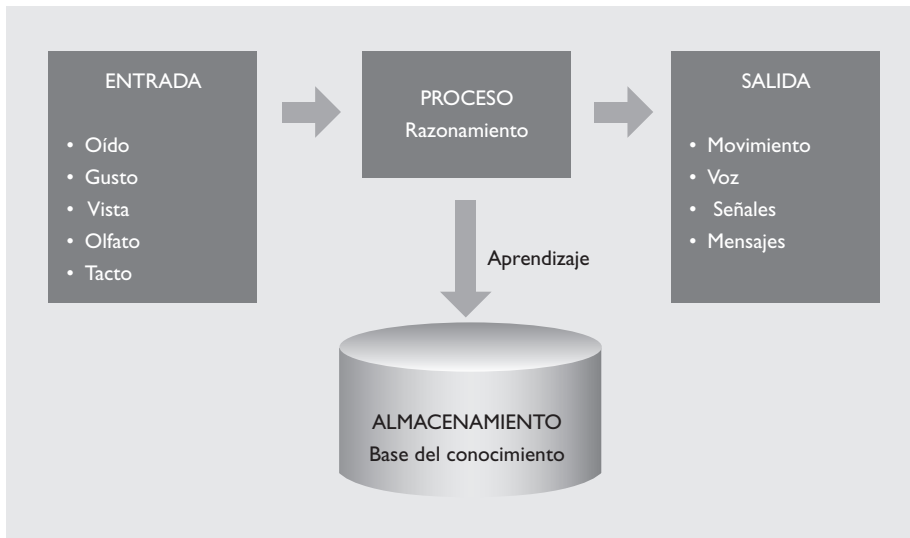 ENTRADA
• Oído
• Gusto
• Vista
• Olfato
• Tacto
PROCESO
Razonamiento
SALIDA
• Movimiento
• Voz
• Señales
• Mensajes
Aprendizaje
ALMACENAMIENTO
Base del conocimiento